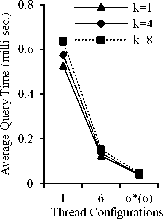 k=1
k=4
k=8
Average Query Time (milli sec.)
0.8
0.6
0.4
0.2
0
1
6
Thread Configurations